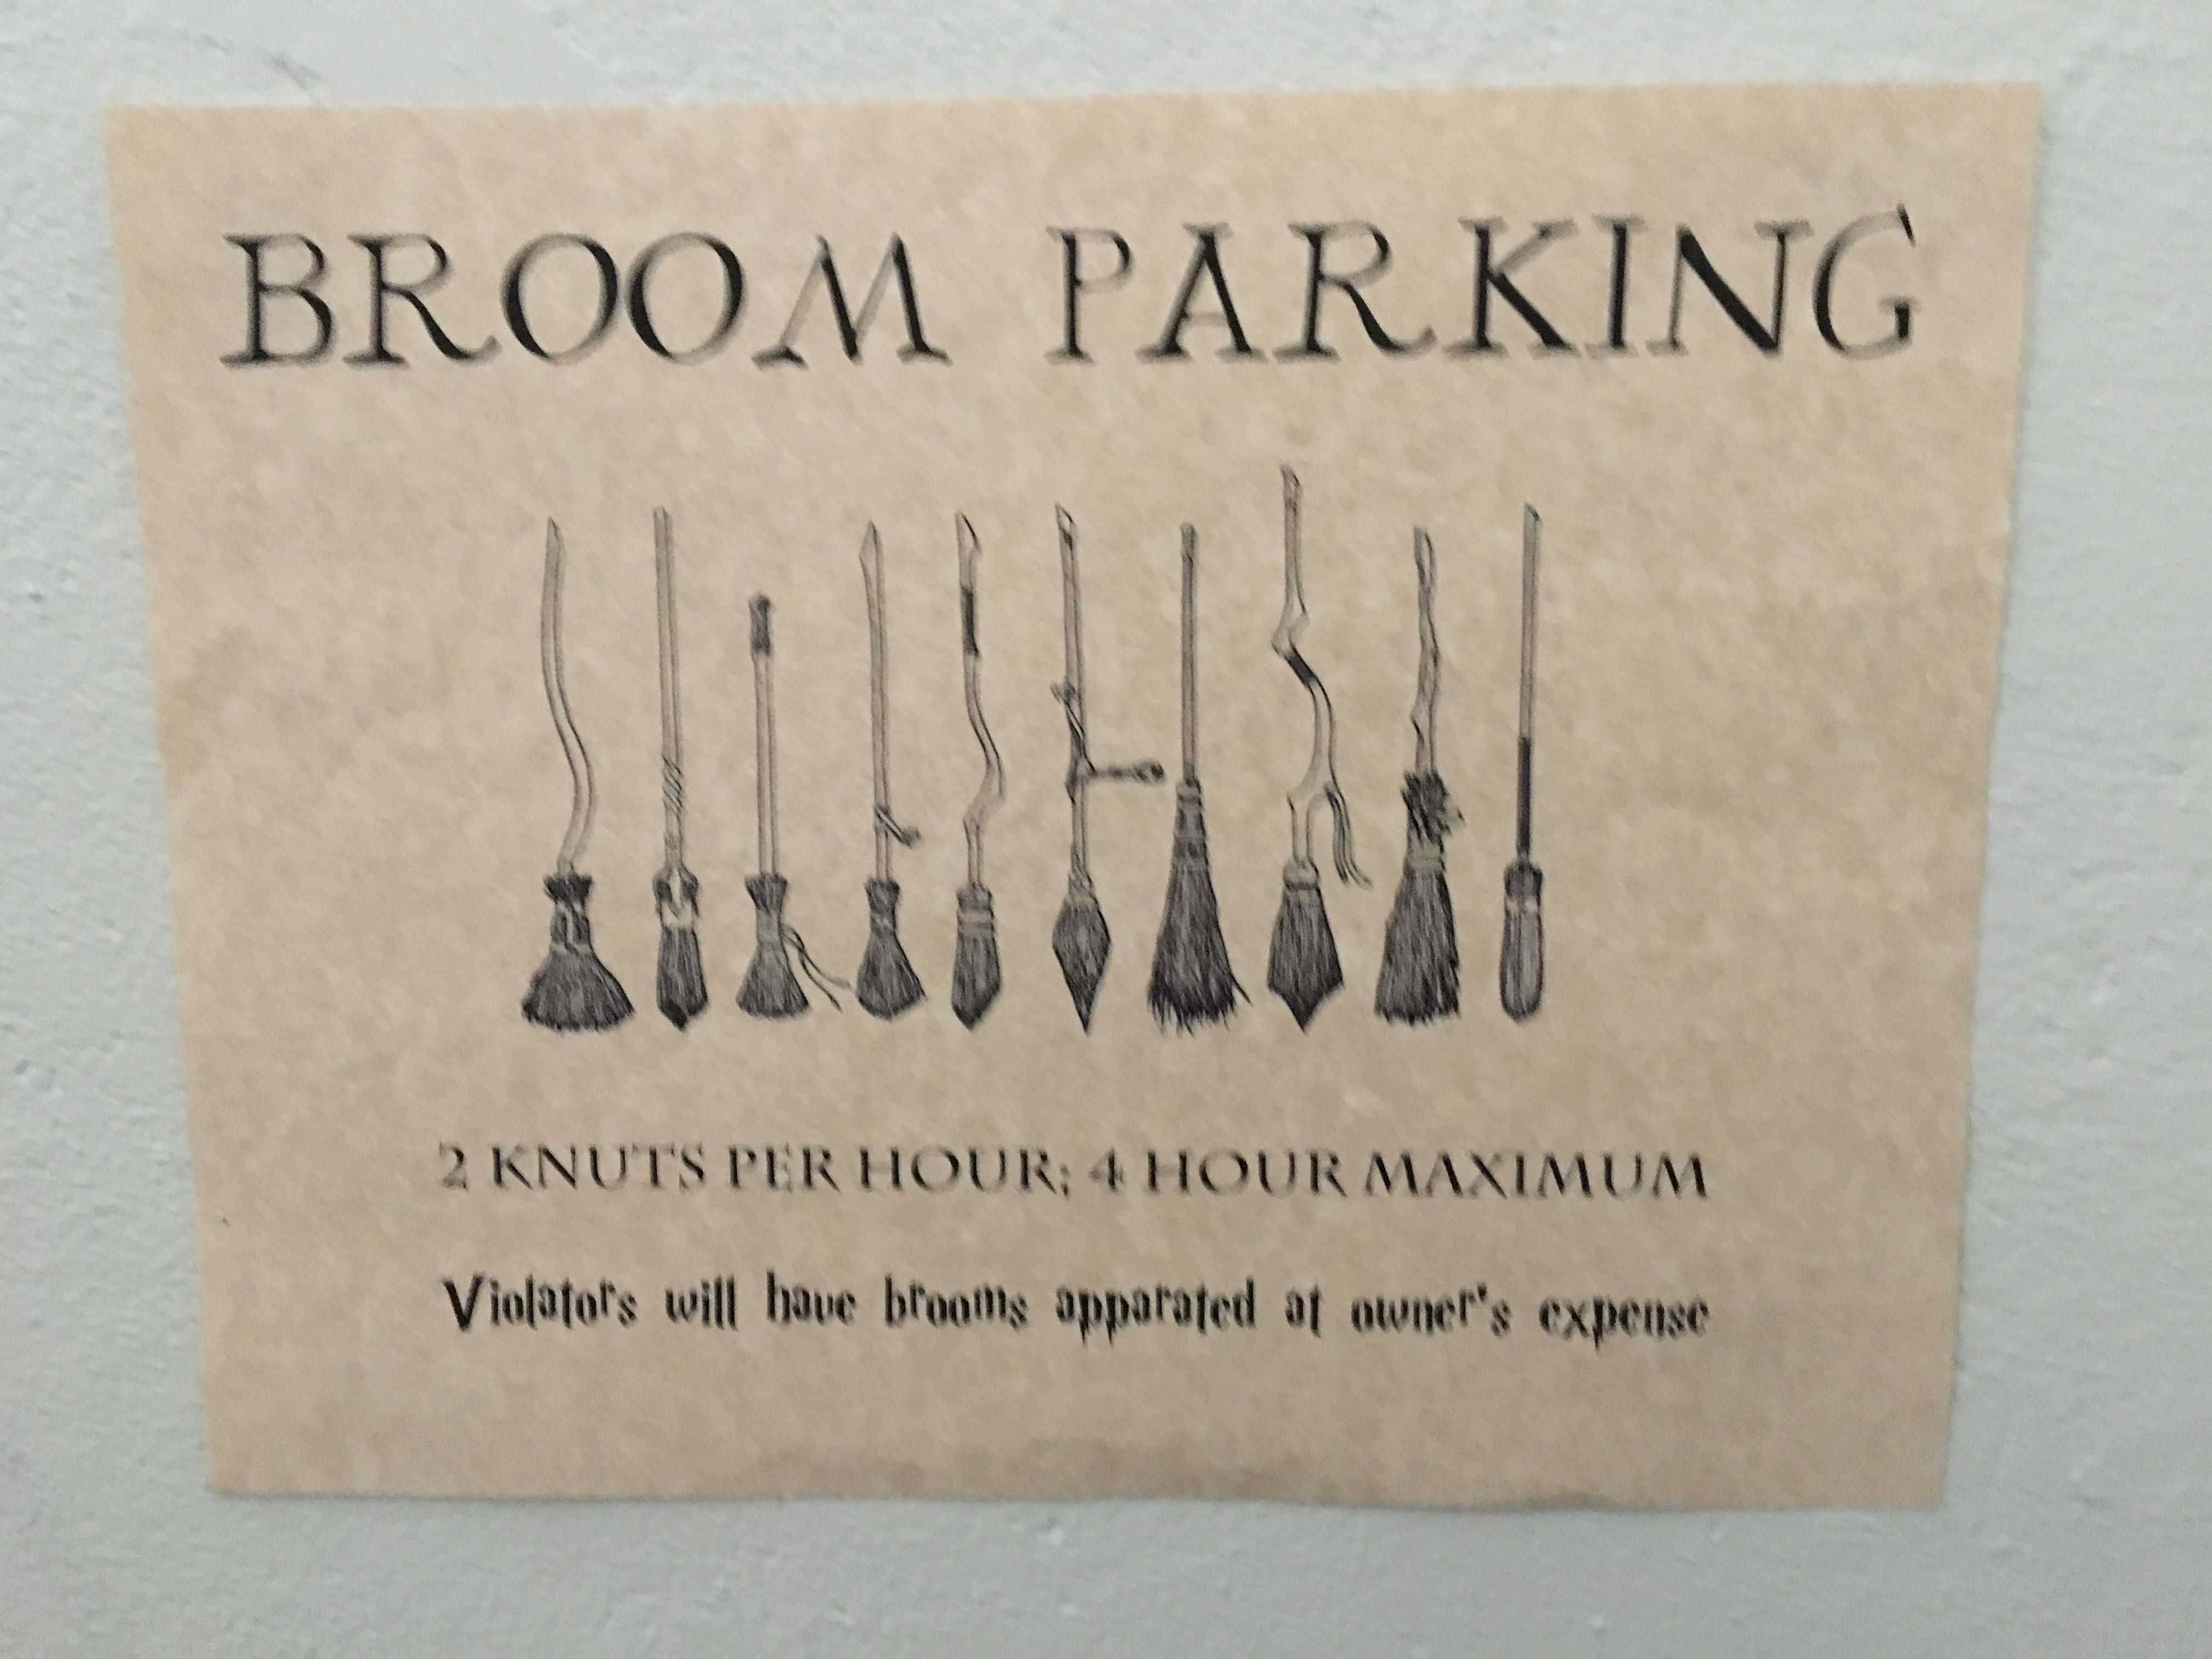 BROOM PARKING
2 KNUTS PER HOUR; 4 HOUR MAXIMUM
Violators will have brooms apparated at owner's expense